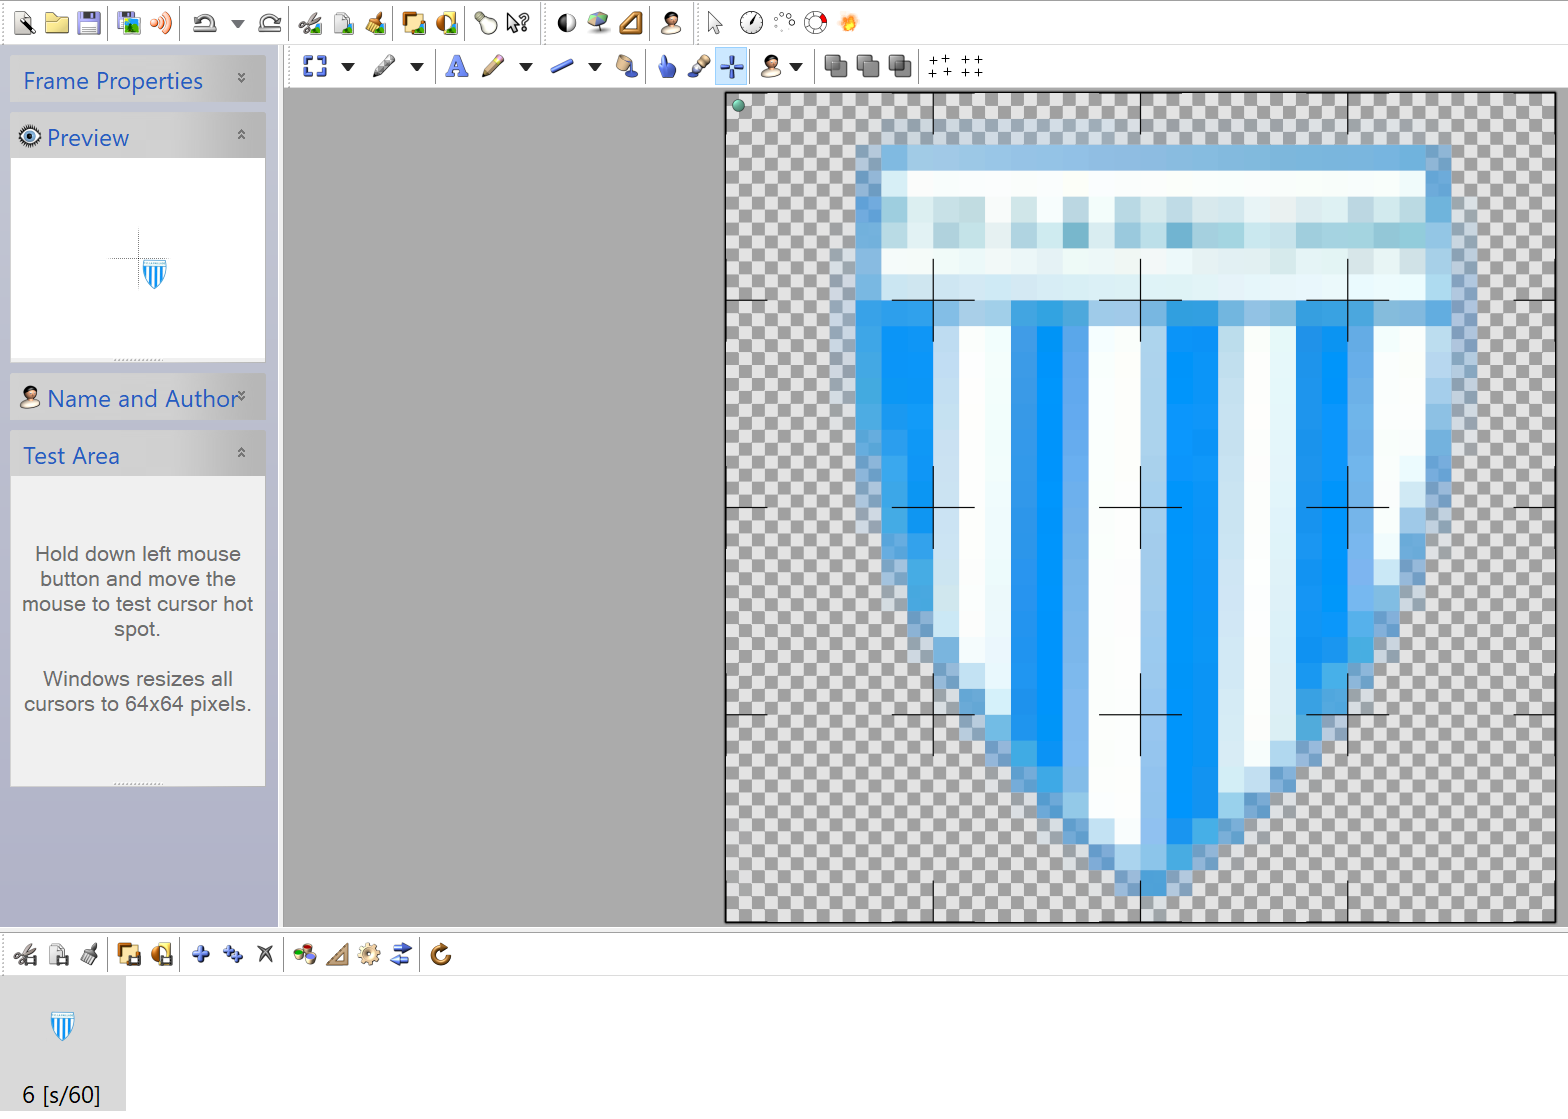 Frame Properties
Preview
Name and Author
Test Area
Hold down left mouse
button and move the
mouse to test cursor hot
spot.
Windows resizes all
cursors to 64x64 pixels.
6 [s/60]